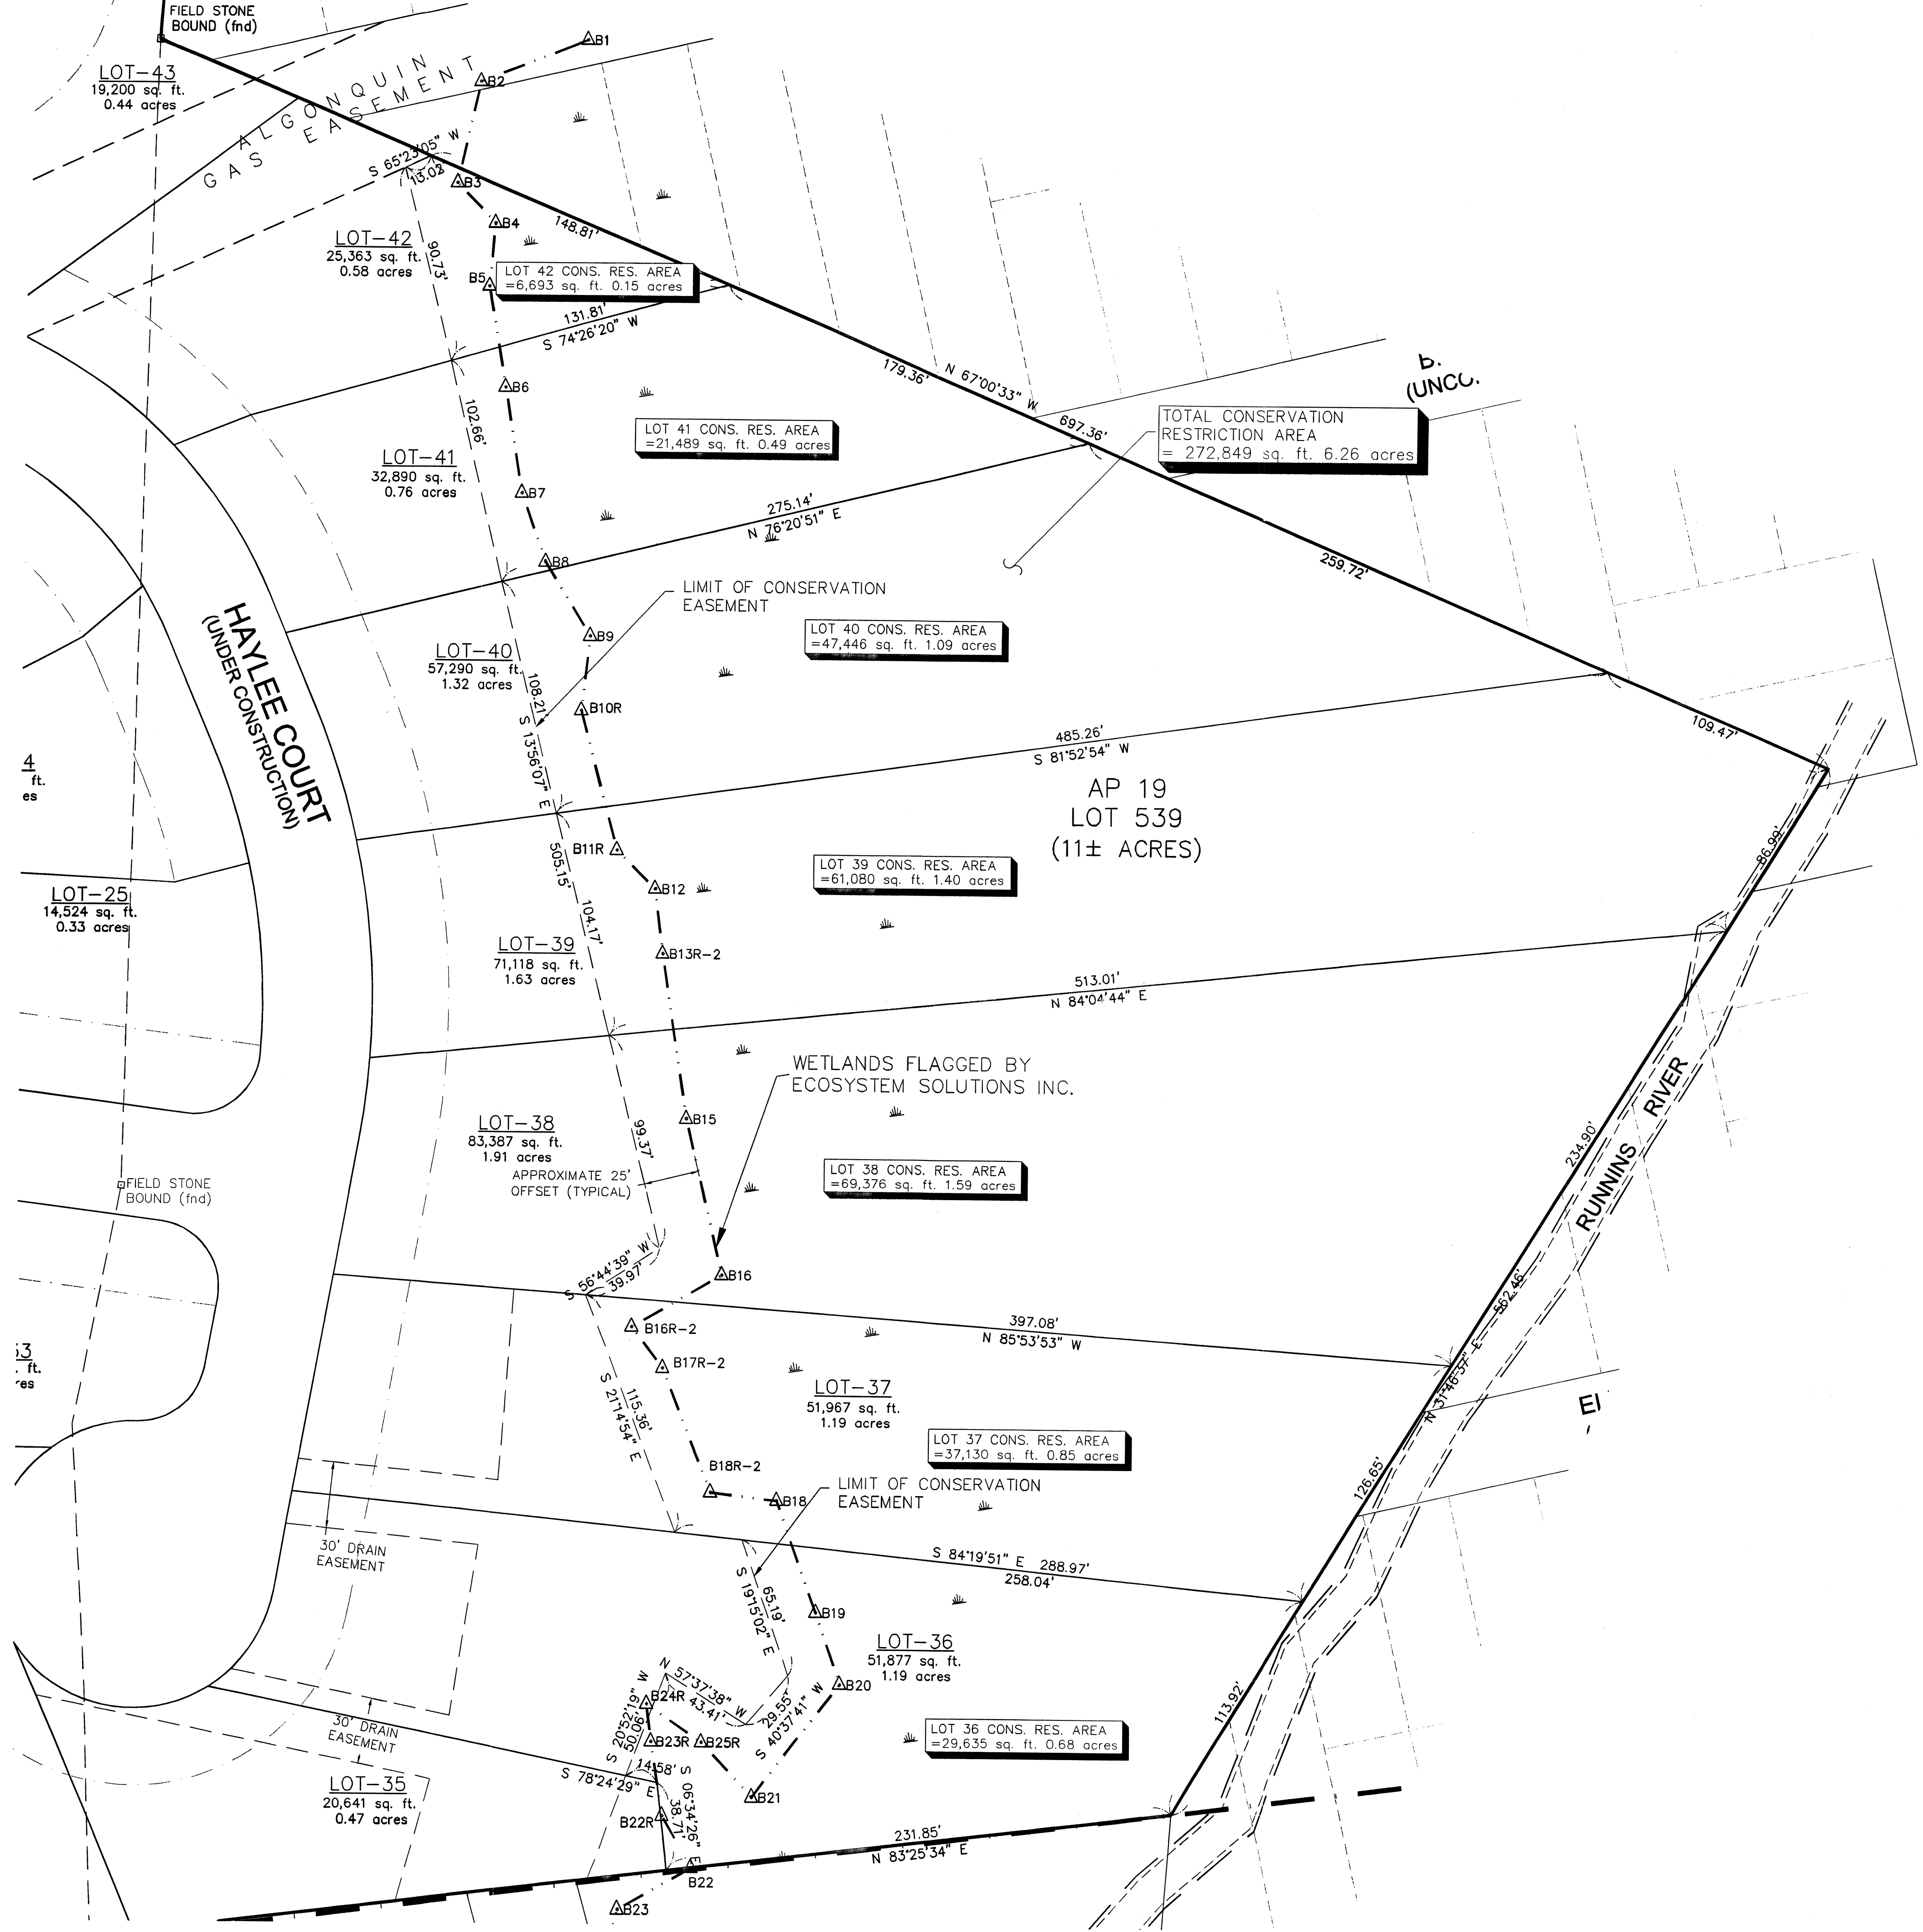 FIELD STONE
BOUND (fnd)
B1
LOT-43
19,200 sq. ft.
0.44 acres
ALGONQUIN
GAS EASEMENT
B2
S 65°23'05" W
13.02'
B3
B4
148.81'
LOT-42
25,363 sq. ft.
0.58 acres
90.73'
B5
LOT 42 CONS. RES. AREA
=6,693 sq. ft. 0.15 acres
131.81'
S 74°26'20" W
B6
179.36'
N 67°00'33" W
697.36'
B.
(UNCC.
TOTAL CONSERVATION
RESTRICTION AREA
= 272,849 sq. ft. 6.26 acres
102.66'
LOT 41 CONS. RES. AREA
=21,489 sq. ft. 0.49 acres
LOT-41
32,890 sq. ft.
0.76 acres
B7
275.14'
N 76°20'51" E
B8
259.72'
LIMIT OF CONSERVATION
EASEMENT
HAYLEE COURT
(UNDER CONSTRUCTION)
B9
LOT 40 CONS. RES. AREA
=47,446 sq. ft. 1.09 acres
LOT-40
57,290 sq. ft.
1.32 acres
108.21'
S 13°56'07" E
505.15'
B10R
485.26'
S 81°52'54" W
109.47'
4
ft.
es
AP 19
LOT 539
(11± ACRES)
B11R
86.99'
LOT 39 CONS. RES. AREA
=61,080 sq. ft. 1.40 acres
B12
LOT-25
14,524 sq. ft.
0.33 acres
104.17'
LOT-39
71,118 sq. ft.
1.63 acres
B13R-2
513.01'
N 84°04'44" E
WETLANDS FLAGGED BY
ECOSYSTEM SOLUTIONS INC.
RUNNINS RIVER
LOT-38
83,387 sq. ft.
1.91 acres
B15
99.37'
234.90'
APPROXIMATE 25'
OFFSET (TYPICAL)
LOT 38 CONS. RES. AREA
=69,376 sq. ft. 1.59 acres
FIELD STONE
BOUND (fnd)
S 56°44'39" W
39.97'
B16
562.46'
N 31°46'37" E
B16R-2
397.08'
N 85°53'53" W
B17R-2
33
. ft.
res
115.36'
S 21°14'54" E
LOT-37
51,967 sq. ft.
1.19 acres
EI
LOT 37 CONS. RES. AREA
=37,130 sq. ft. 0.85 acres
B18R-2
LIMIT OF CONSERVATION
EASEMENT
B18
126.65'
30' DRAIN
EASEMENT
S 84°19'51" E 288.97'
258.04'
65.19'
S 19°15'02" E
B19
LOT-36
51,877 sq. ft.
1.19 acres
B20
N 57°37'38" W
43.41'
29.55'
S 40°37'41" W
B24R
S 20°52'19" W
50.06'
B23R
B25R
113.92'
30' DRAIN
EASEMENT
LOT 36 CONS. RES. AREA
=29,635 sq. ft. 0.68 acres
14.58'
S 78°24'29" E
LOT-35
20,641 sq. ft.
0.47 acres
B21
B22R
S 06°34'26" E
38.71'
231.85'
N 83°25'34" E
B22
B23